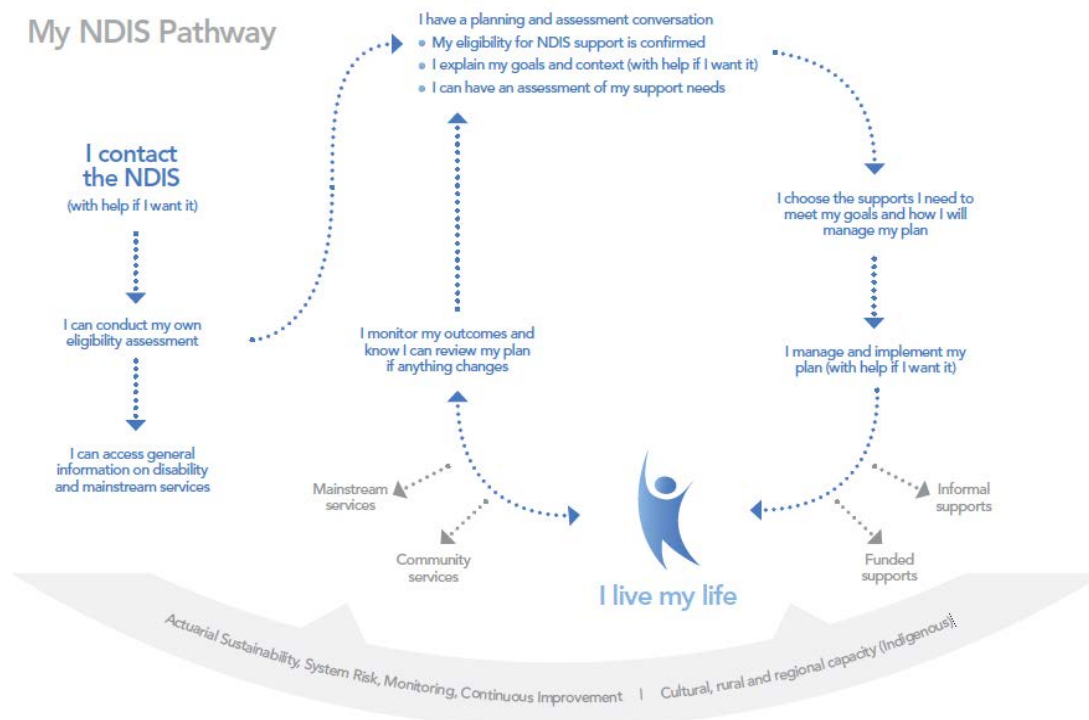 My NDIS Pathway
I contact
the NDIS
(with help if I want it)
I can conduct my own
eligibility assessment
I can access general
information on disability
and mainstream services
I have a planning and assessment conversation
• My eligibility for NDIS support is confirmed
• I explain my goals and context (with help if I want it)
• I can have an assessment of my support needs
I choose the supports I need to
meet my goals and how I will
manage my plan
I manage and implement my
plan (with help if I want it)
Informal
supports
Funded
supports
I live my life
Community
services
Mainstream
services
I monitor my outcomes and
know I can review my plan
if anything changes
Actuarial Sustainability, System Risk, Monitoring, Continuous Improvement | Cultural, rural and regional capacity (Indigenous)